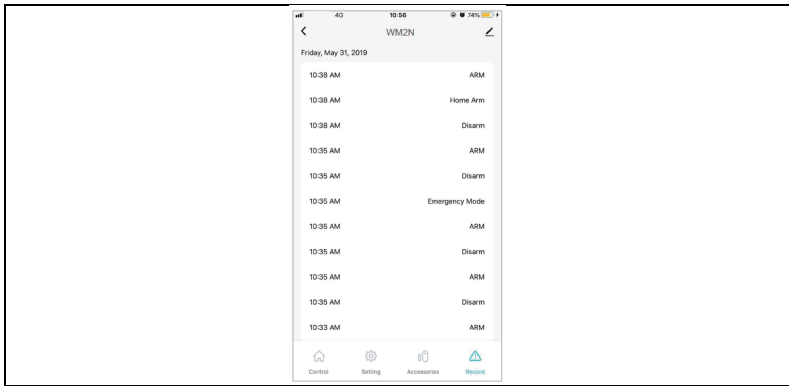 4G 10:56 74%
WM2N
Friday, May 31, 2019
10:38 AM ARM
10:38 AM Home Arm
10:38 AM Disarm
10:35 AM ARM
10:35 AM Disarm
10:35 AM Emergency Mode
10:35 AM ARM
10:35 AM Disarm
10:35 AM ARM
10:35 AM Disarm
10:33 AM ARM
Control Setting Accessories Record